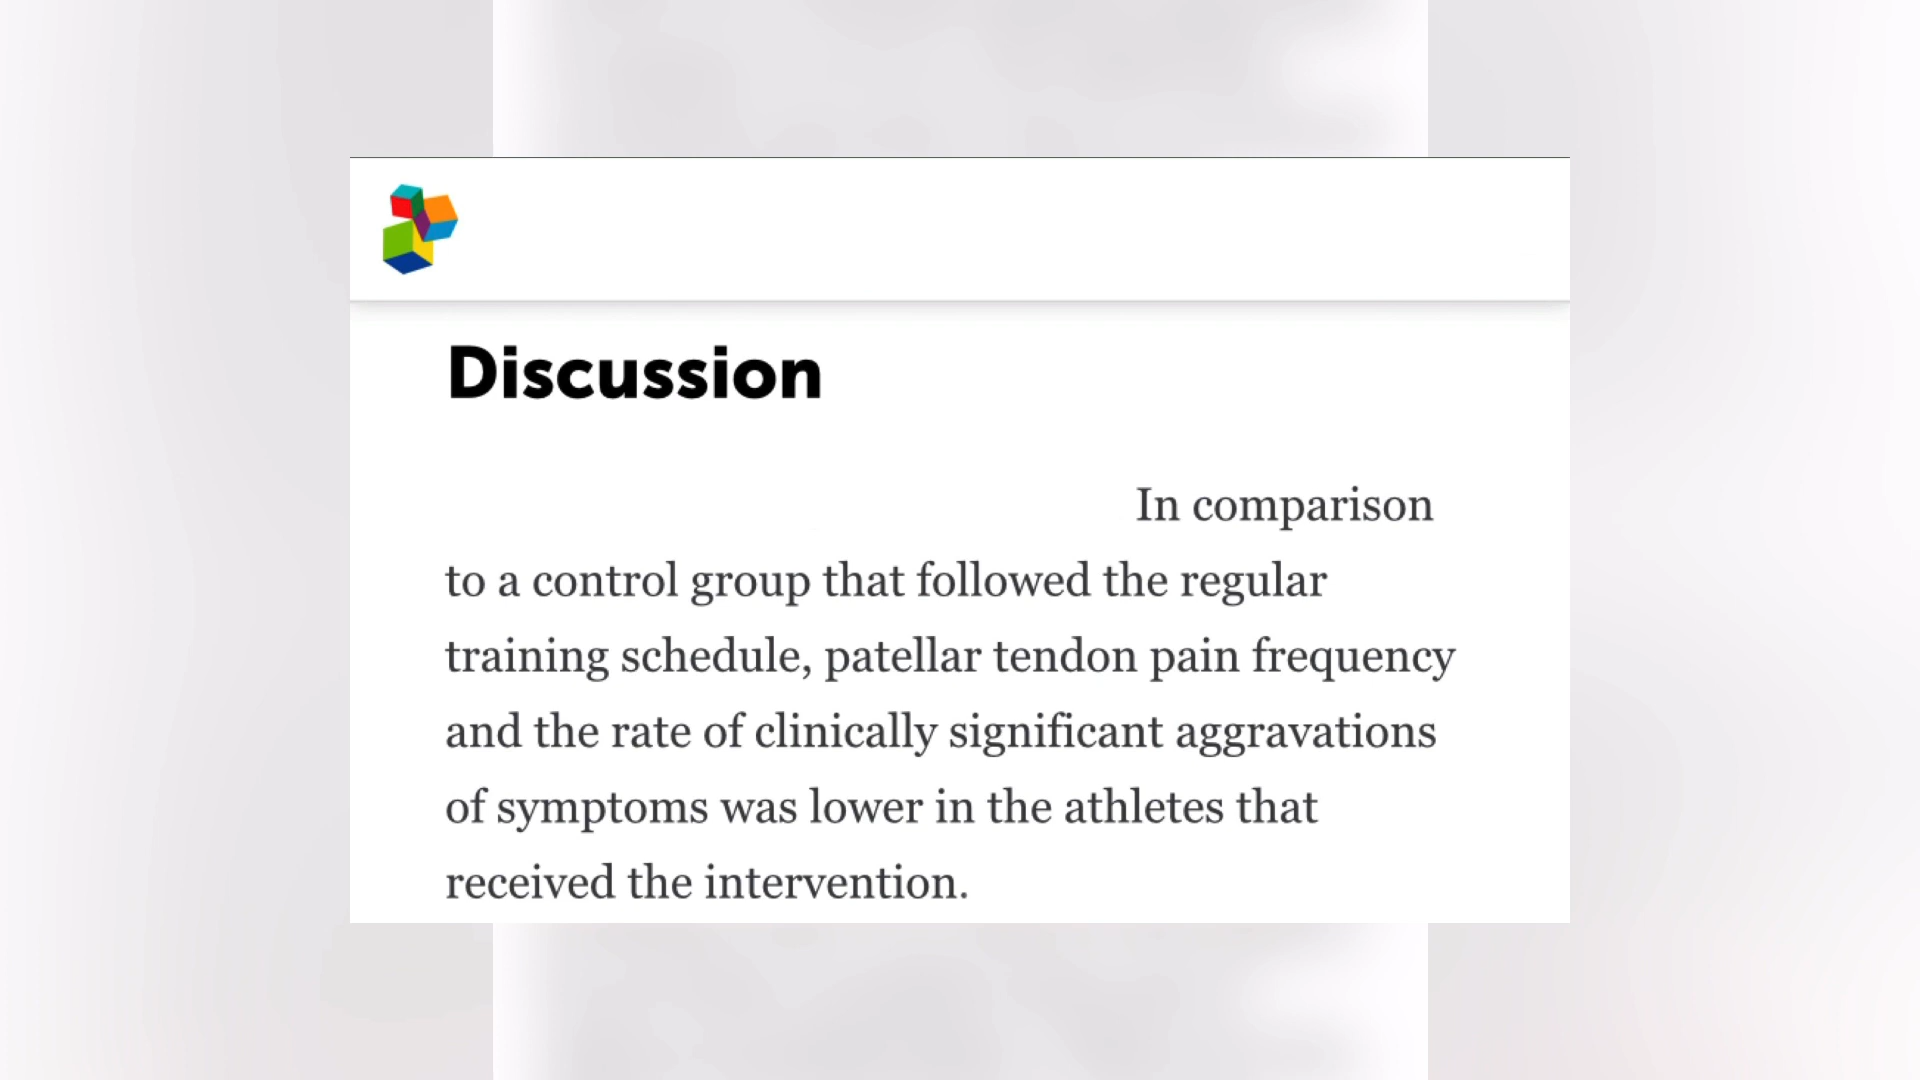 Discussion
In comparison
to a control group that followed the regular
training schedule, patellar tendon pain frequency
and the rate of clinically significant aggravations
of symptoms was lower in the athletes that
received the intervention.